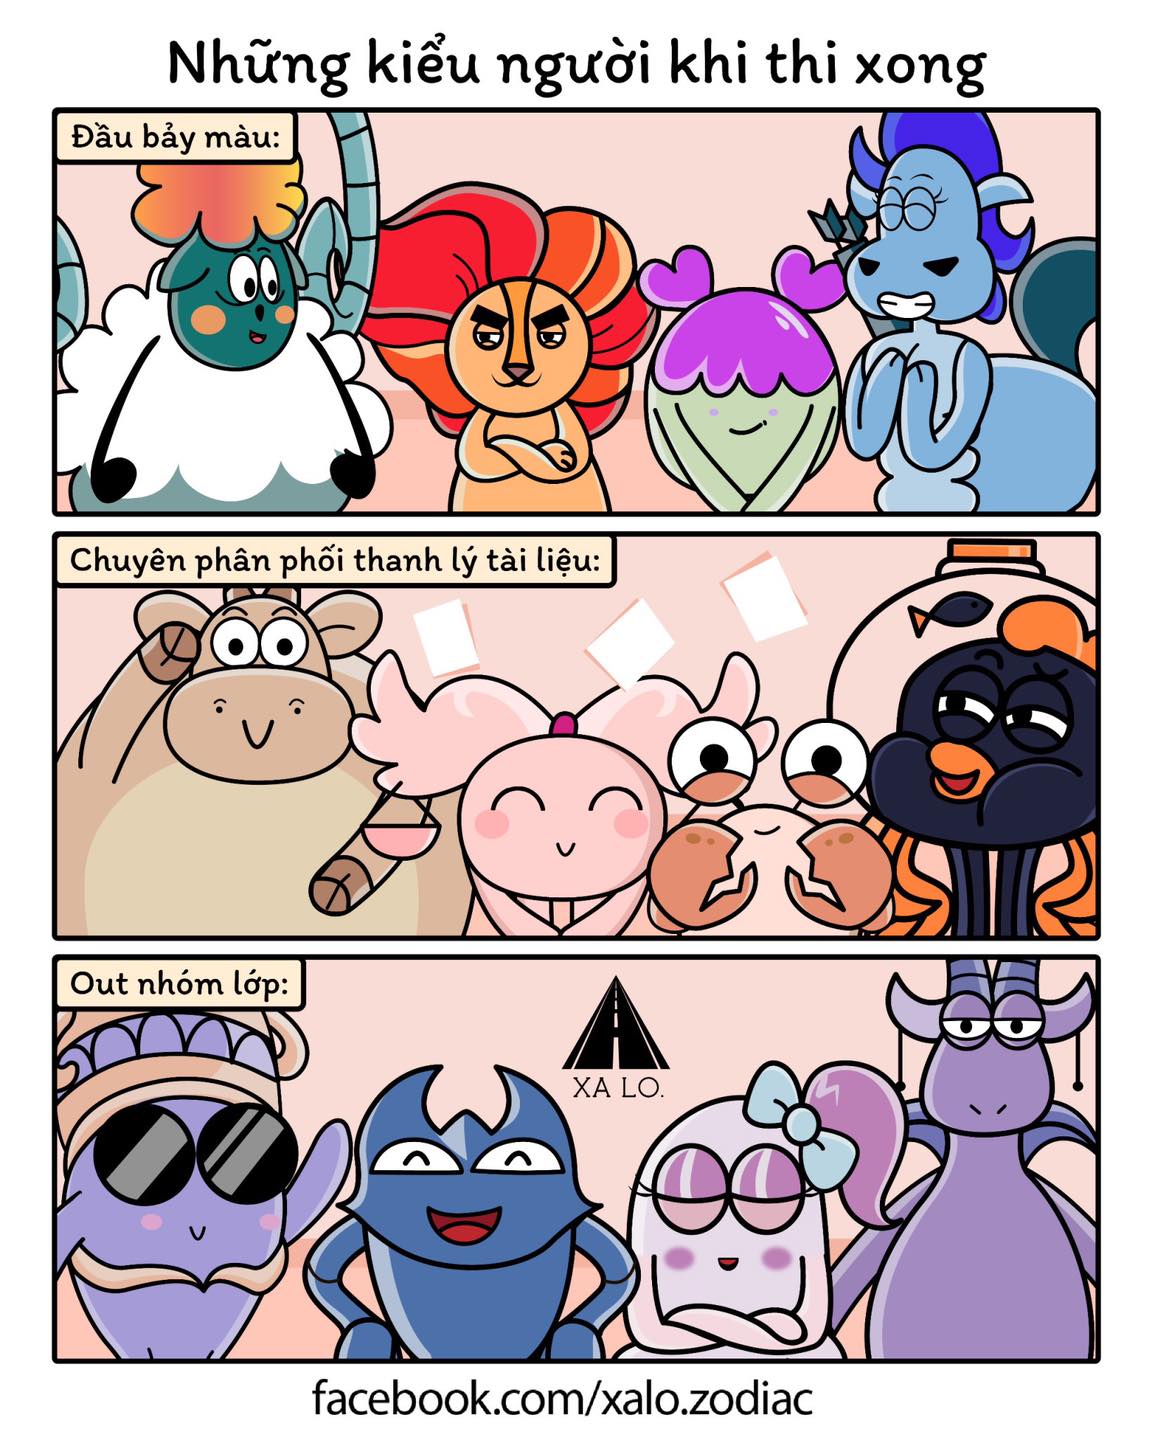 Những kiểu người khi thi xong
Đầu bảy màu:
Chuyên phân phối thanh lý tài liệu:
Out nhóm lớp:
XA LO.
facebook.com/xalo.zodiac